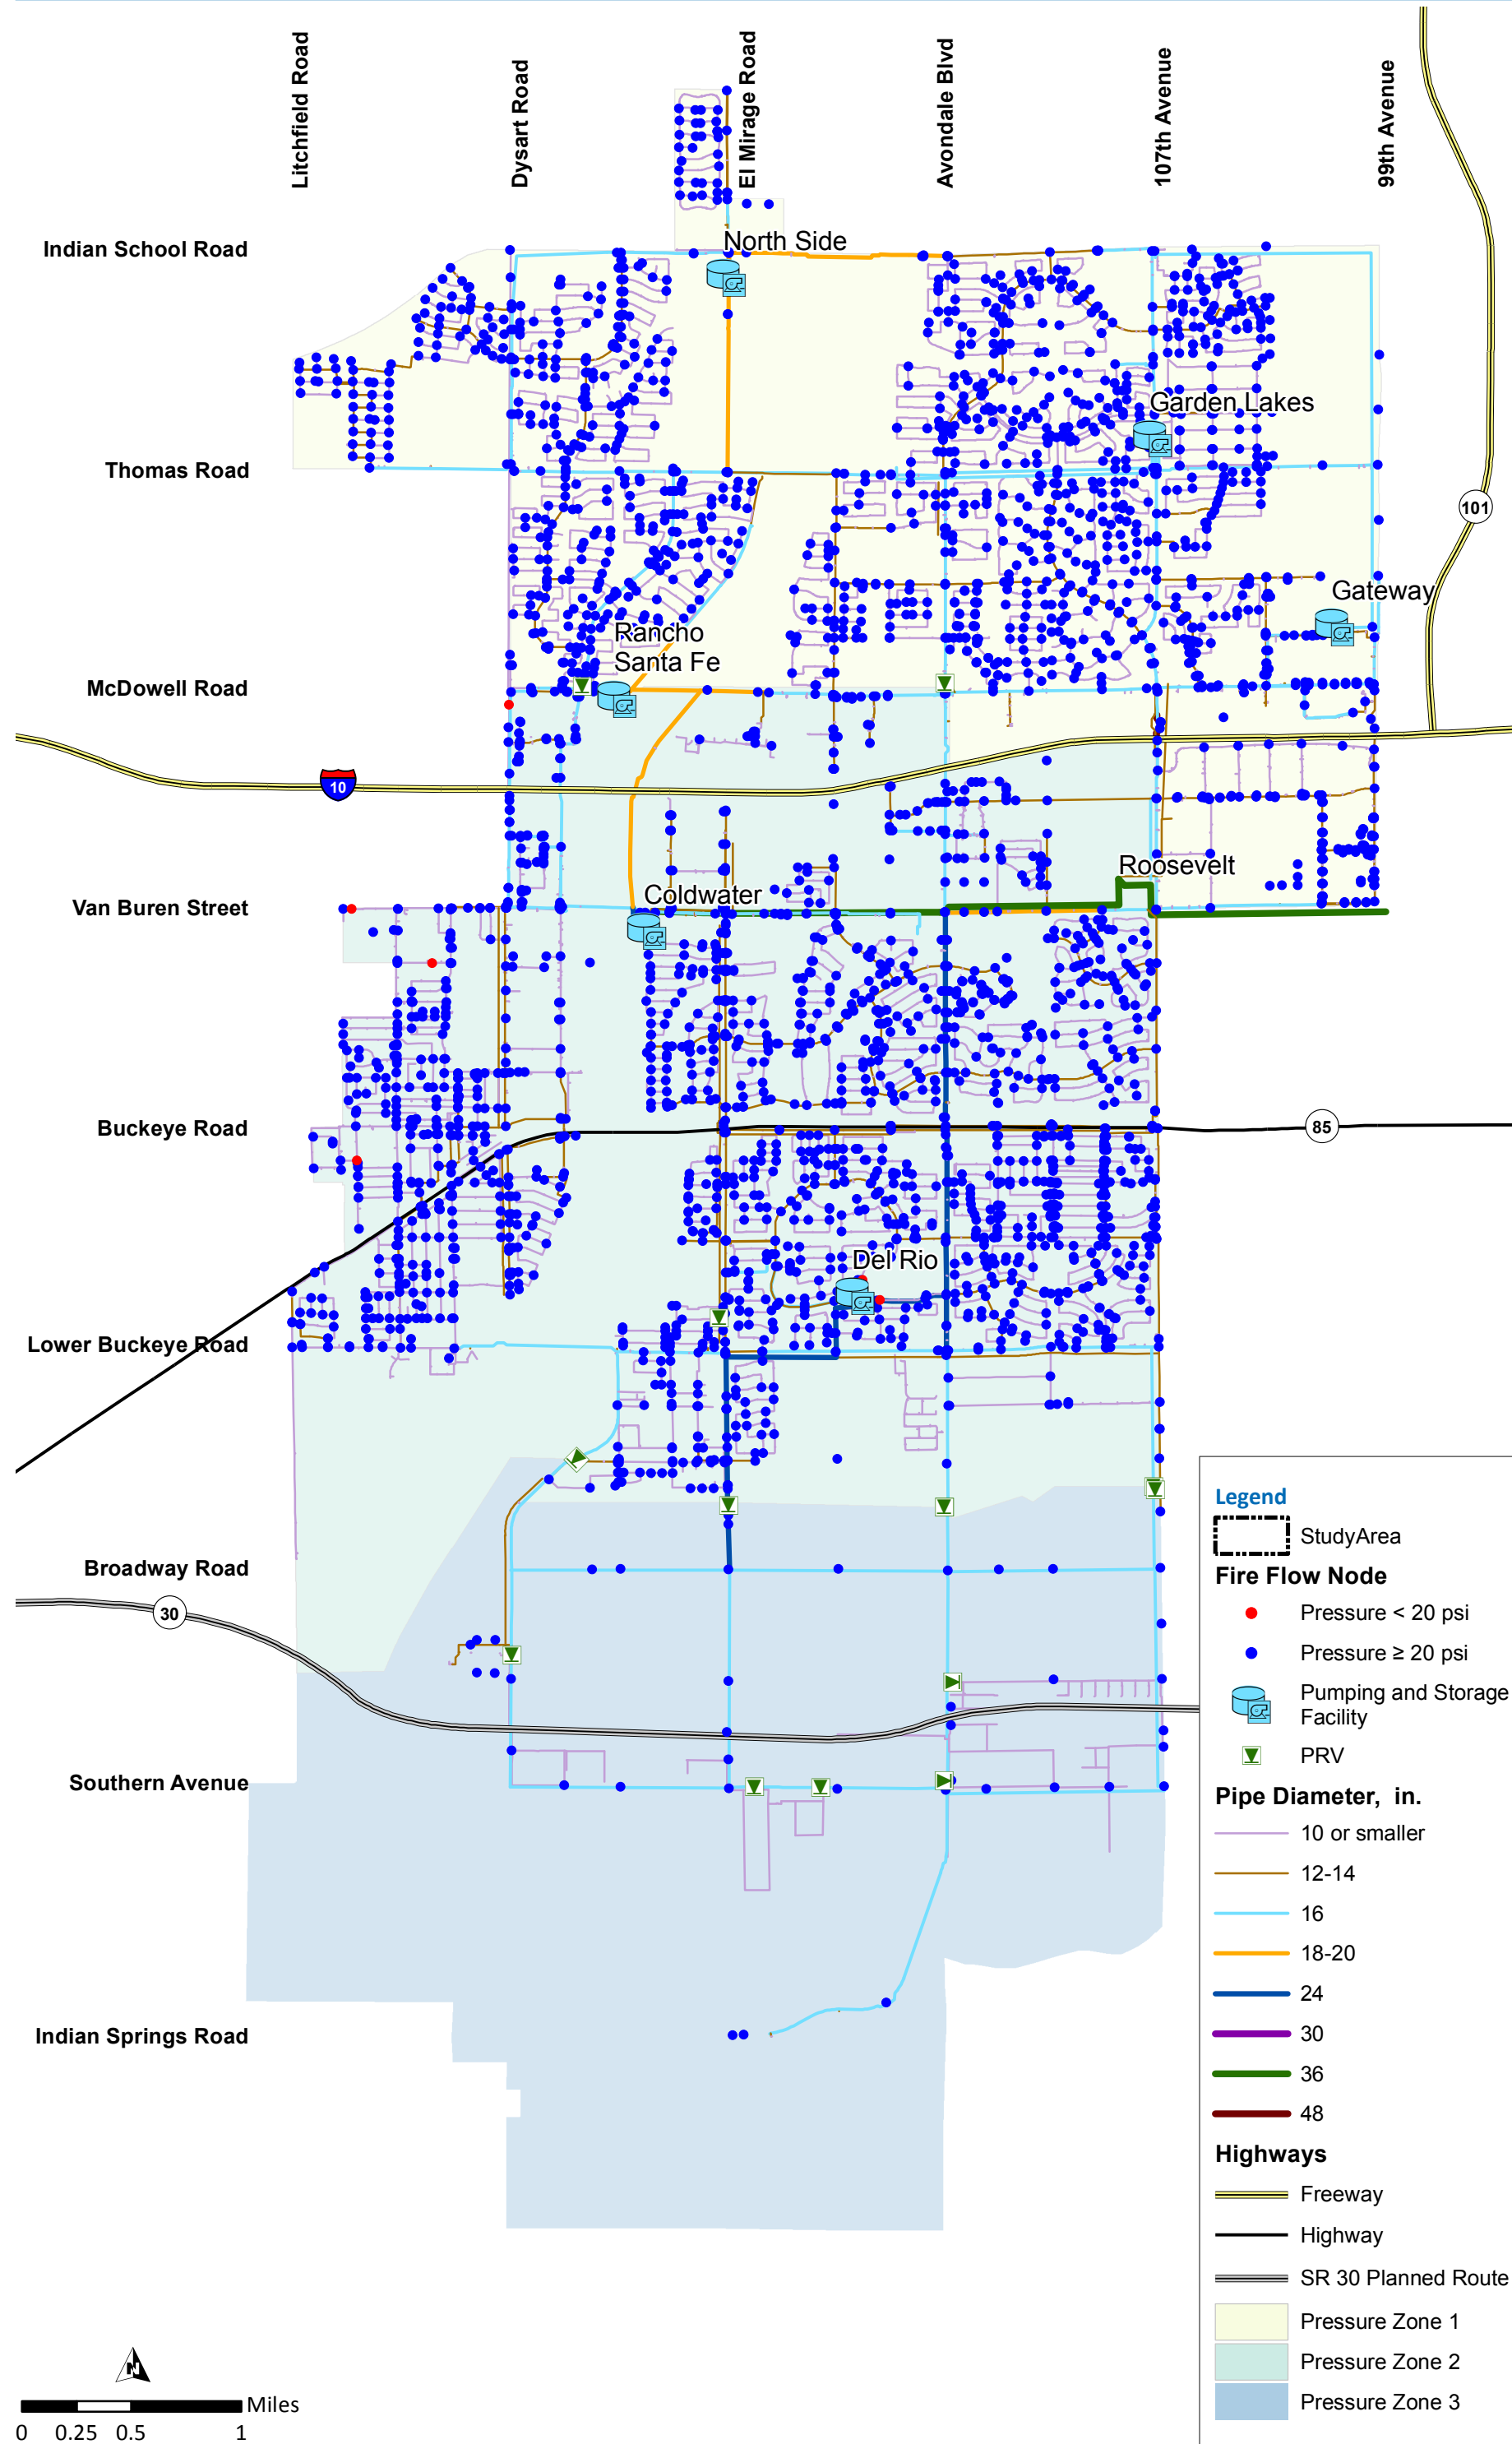 Litchfield Road
Dysart Road
El Mirage Road
Avondale Blvd
107th Avenue
99th Avenue
Indian School Road
North Side
Garden Lakes
Thomas Road
101
Gateway
Rancho
Santa Fe
McDowell Road
10
Roosevelt
Coldwater
Van Buren Street
Buckeye Road
85
Del Rio
Lower Buckeye Road
Broadway Road
30
Southern Avenue
Indian Springs Road
Legend
StudyArea
Fire Flow Node
Pressure < 20 psi
Pressure ≥ 20 psi
Pumping and Storage
Facility
PRV
Pipe Diameter, in.
10 or smaller
12-14
16
18-20
24
30
36
48
Highways
Freeway
Highway
SR 30 Planned Route
Pressure Zone 1
Pressure Zone 2
Pressure Zone 3
N
Miles
0 0.25 0.5 1